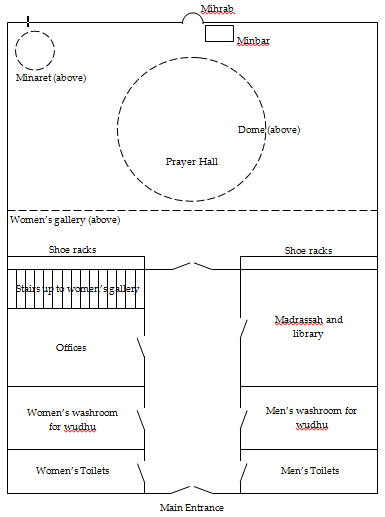 Mihrab
Minbar
Minaret (above)
Dome (above)
Prayer Hall
Women's gallery (above)
Shoe racks
Shoe racks
Stairs up to women's gallery
Madrassah and
library
Offices
Women's washroom
for wudhu
Men's washroom for
wudhu
Women's Toilets
Men's Toilets
Main Entrance